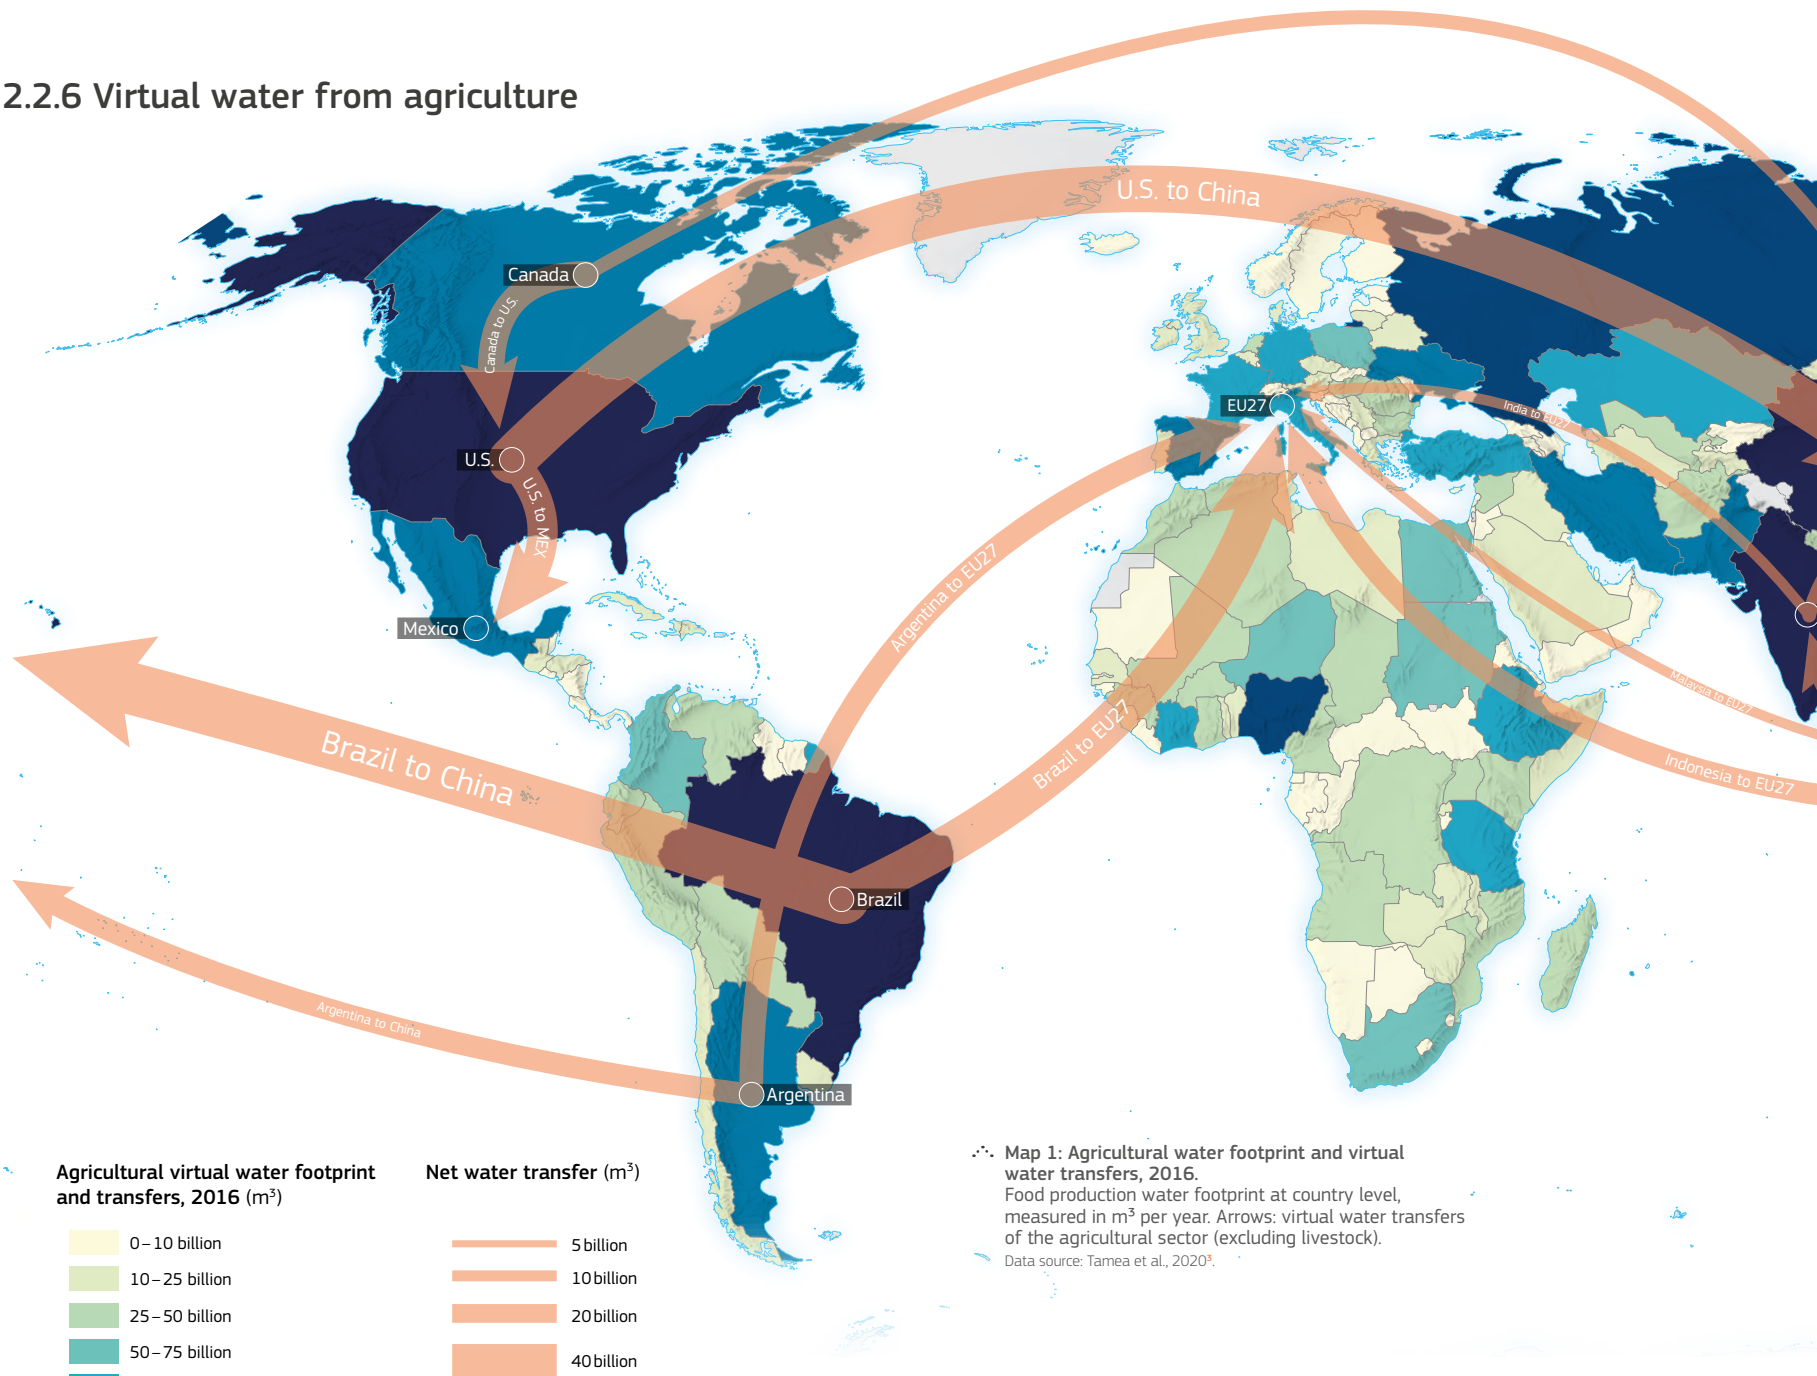 2.2.6 Virtual water from agriculture
U.S. to China
Canada
Canada to U.S.
EU27
India to EU27
U.S.
U.S. to MEX
Argentina to EU27
Mexico
Malaysia to EU27
Brazil to EU27
Brazil to China
Indonesia to EU27
Brazil
Argentina to China
Argentina
Agricultural virtual water footprint
and transfers, 2016 (m³)
0–10 billion
10–25 billion
25–50 billion
50–75 billion
Net water transfer (m³)
5 billion
10 billion
20 billion
40 billion
Map 1: Agricultural water footprint and virtual
water transfers, 2016.
Food production water footprint at country level,
measured in m³ per year. Arrows: virtual water transfers
of the agricultural sector (excluding livestock).
Data source: Tamea et al., 2020³.